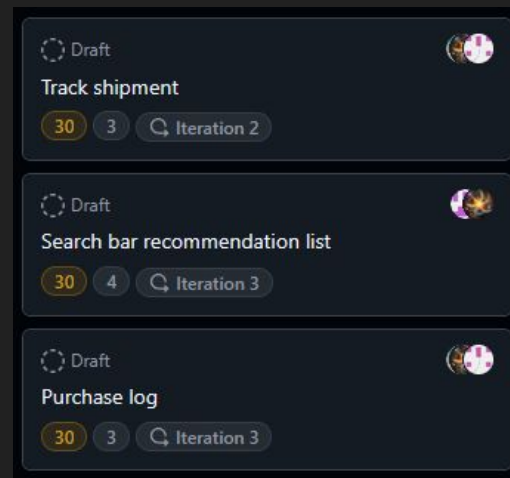 Draft
Track shipment
30 3 Iteration 2
Draft
Search bar recommendation list
30 4 Iteration 3
Draft
Purchase log
30 3 Iteration 3